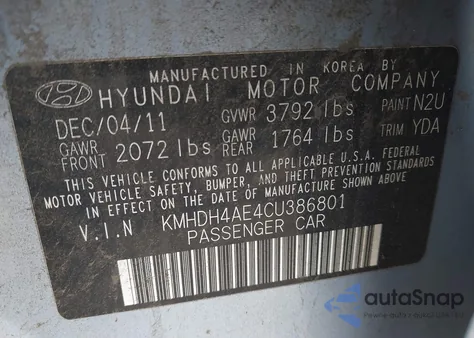 MANUFACTURED IN KOREA BY
HYUNDAI MOTOR COMPANY
DEC/04/11 GVWR 3792 lbs PAINT N2U
GAWR FRONT 2072 lbs GAWR REAR 1764 lbs TRIM YDA
THIS VEHICLE CONFORMS TO ALL APPLICABLE U.S.A. FEDERAL
MOTOR VEHICLE SAFETY, BUMPER, AND THEFT PREVENTION
STANDARDS IN EFFECT ON THE DATE OF MANUFACTURE
SHOWN ABOVE.
V.I.N KMHDH4AE4CU386801
PASSENGER CAR
autoSnap